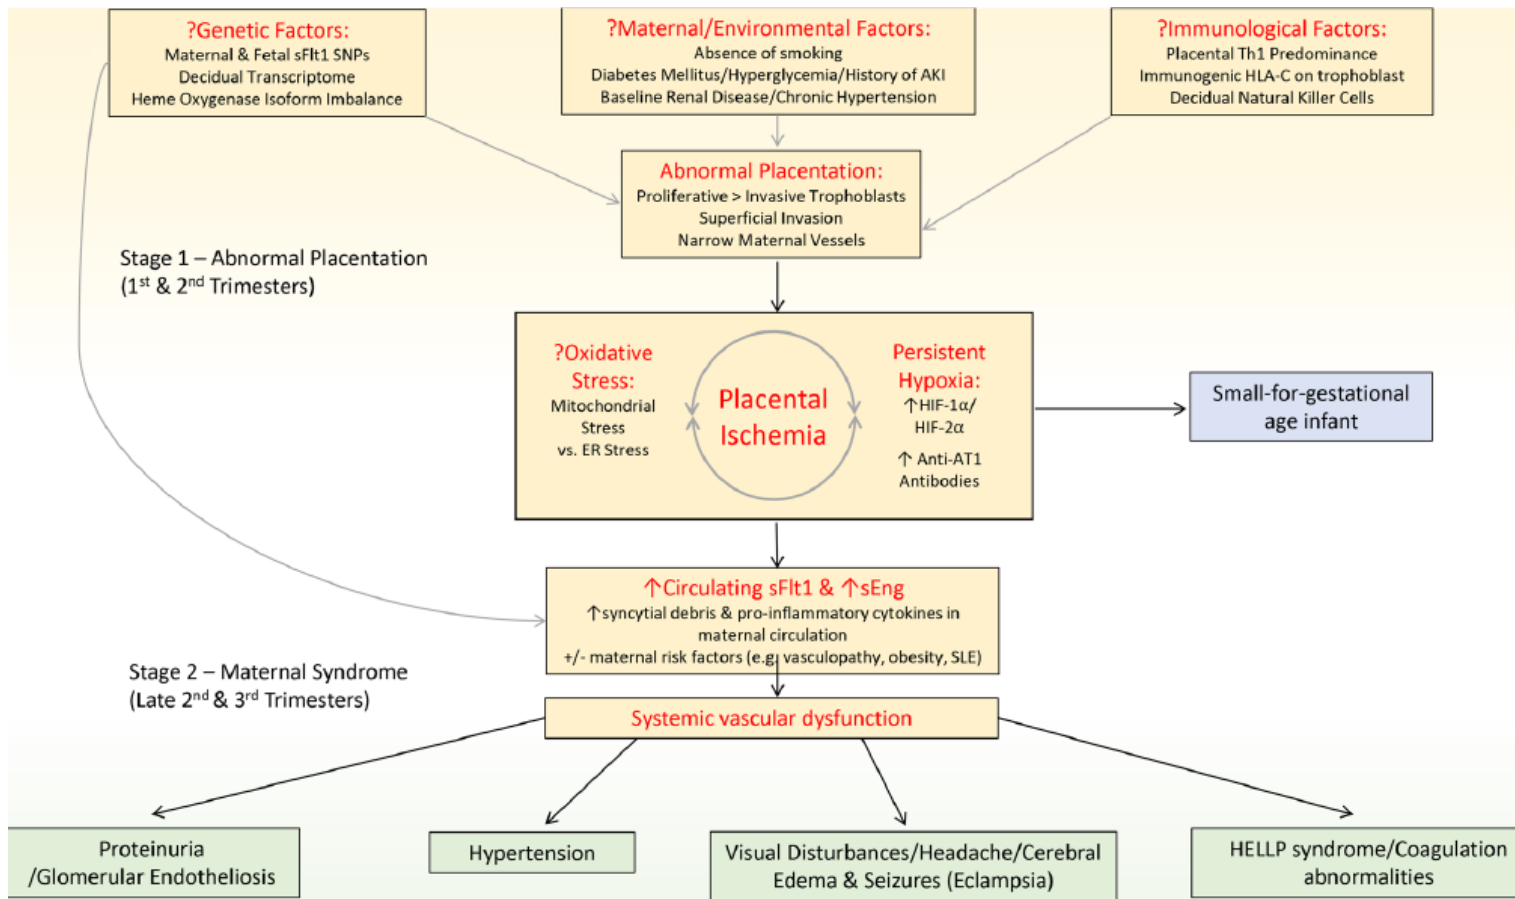 ?Genetic Factors:
Maternal & Fetal sFlt1 SNPs
Decidual Transcriptome
Heme Oxygenase Isoform Imbalance
?Maternal/Environmental Factors:
Absence of smoking
Diabetes Mellitus/Hyperglycemia/History of AKI
Baseline Renal Disease/Chronic Hypertension
?Immunological Factors:
Placental Th1 Predominance
Immunogenic HLA-C on trophoblast
Decidual Natural Killer Cells
Abnormal Placentation:
Proliferative > Invasive Trophoblasts
Superficial Invasion
Narrow Maternal Vessels
Stage 1 – Abnormal Placentation
(1st & 2nd Trimesters)
?Oxidative
Stress:
Mitochondrial
Stress
vs. ER Stress
Placental
Ischemia
Persistent
Hypoxia:
↑HIF-1α/
HIF-2α
↑ Anti-AT1
Antibodies
Small-for-gestational
age infant
↑Circulating sFlt1 & ↑sEng
↑syncytial debris & pro-inflammatory cytokines in
maternal circulation
+/- maternal risk factors (e.g. vasculopathy, obesity, SLE)
Stage 2 – Maternal Syndrome
(Late 2nd & 3rd Trimesters)
Systemic vascular dysfunction
Proteinuria
/Glomerular Endotheliosis
Hypertension
Visual Disturbances/Headache/Cerebral
Edema & Seizures (Eclampsia)
HELLP syndrome/Coagulation
abnormalities